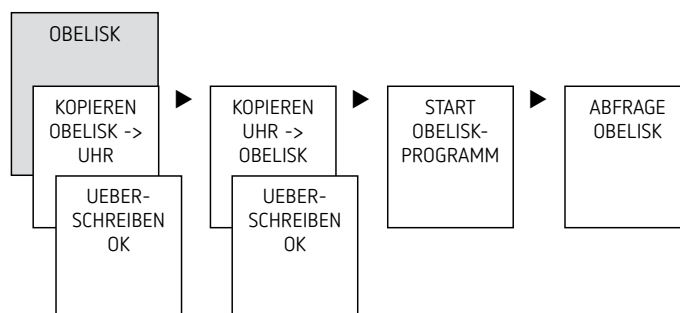 OBELISK
KOPIEREN
OBELISK ->
UHR
UEBER-
SCHREIBEN
OK
KOPIEREN
UHR ->
OBELISK
UEBER-
SCHREIBEN
OK
START
OBELISK-
PROGRAMM
ABFRAGE
OBELISK